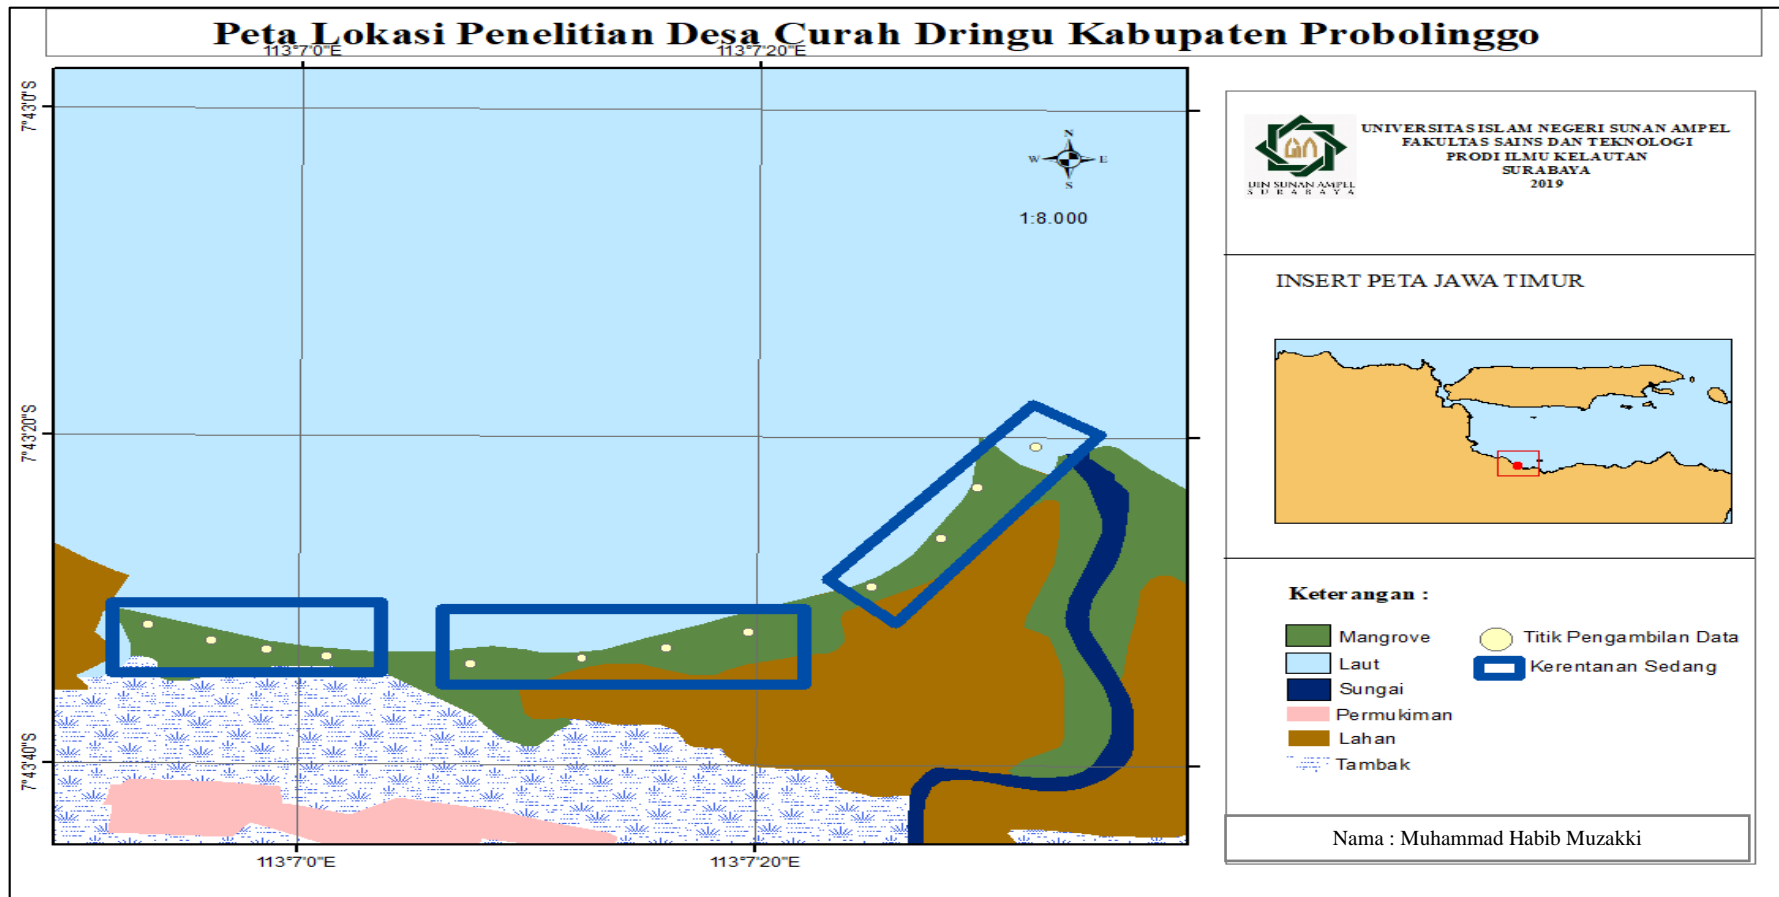 Peta Lokasi Penelitian Desa Curah Dringu Kabupaten Probolinggo
113°7'0"E
113°7'20"E
7°43'0"S
7°43'20"S
7°43'40"S
N
W
E
S
1:8.000
113°7'0"E
113°7'20"E
UIN SUNAN AMPEL
S U R A B A Y A
UNIVERSITAS ISLAM NEGERI SUNAN AMPEL
FAKULTAS SAINS DAN TEKNOLOGI
PRODI ILMU KELAUTAN
SURABAYA
2019
INSERT PETA JAWA TIMUR
Keterangan :
Mangrove
Laut
Sungai
Permukiman
Lahan
Tambak
Titik Pengambilan Data
Kerentanan Sedang
Nama : Muhammad Habib Muzakki